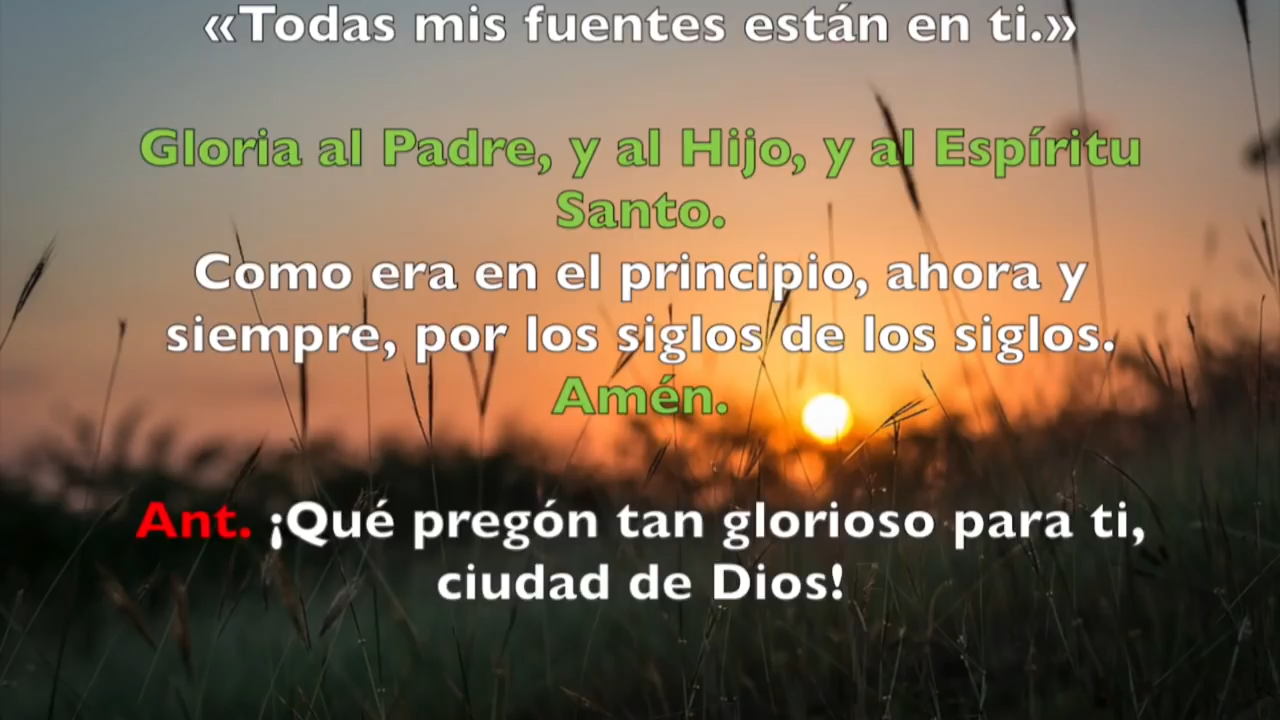 «Todas mis fuentes están en ti.»
Gloria al Padre, y al Hijo, y al Espíritu
Santo.
Como era en el principio, ahora y
siempre, por los siglos de los siglos.
Amén.
Ant. ¡Qué pregón tan glorioso para ti,
ciudad de Dios!